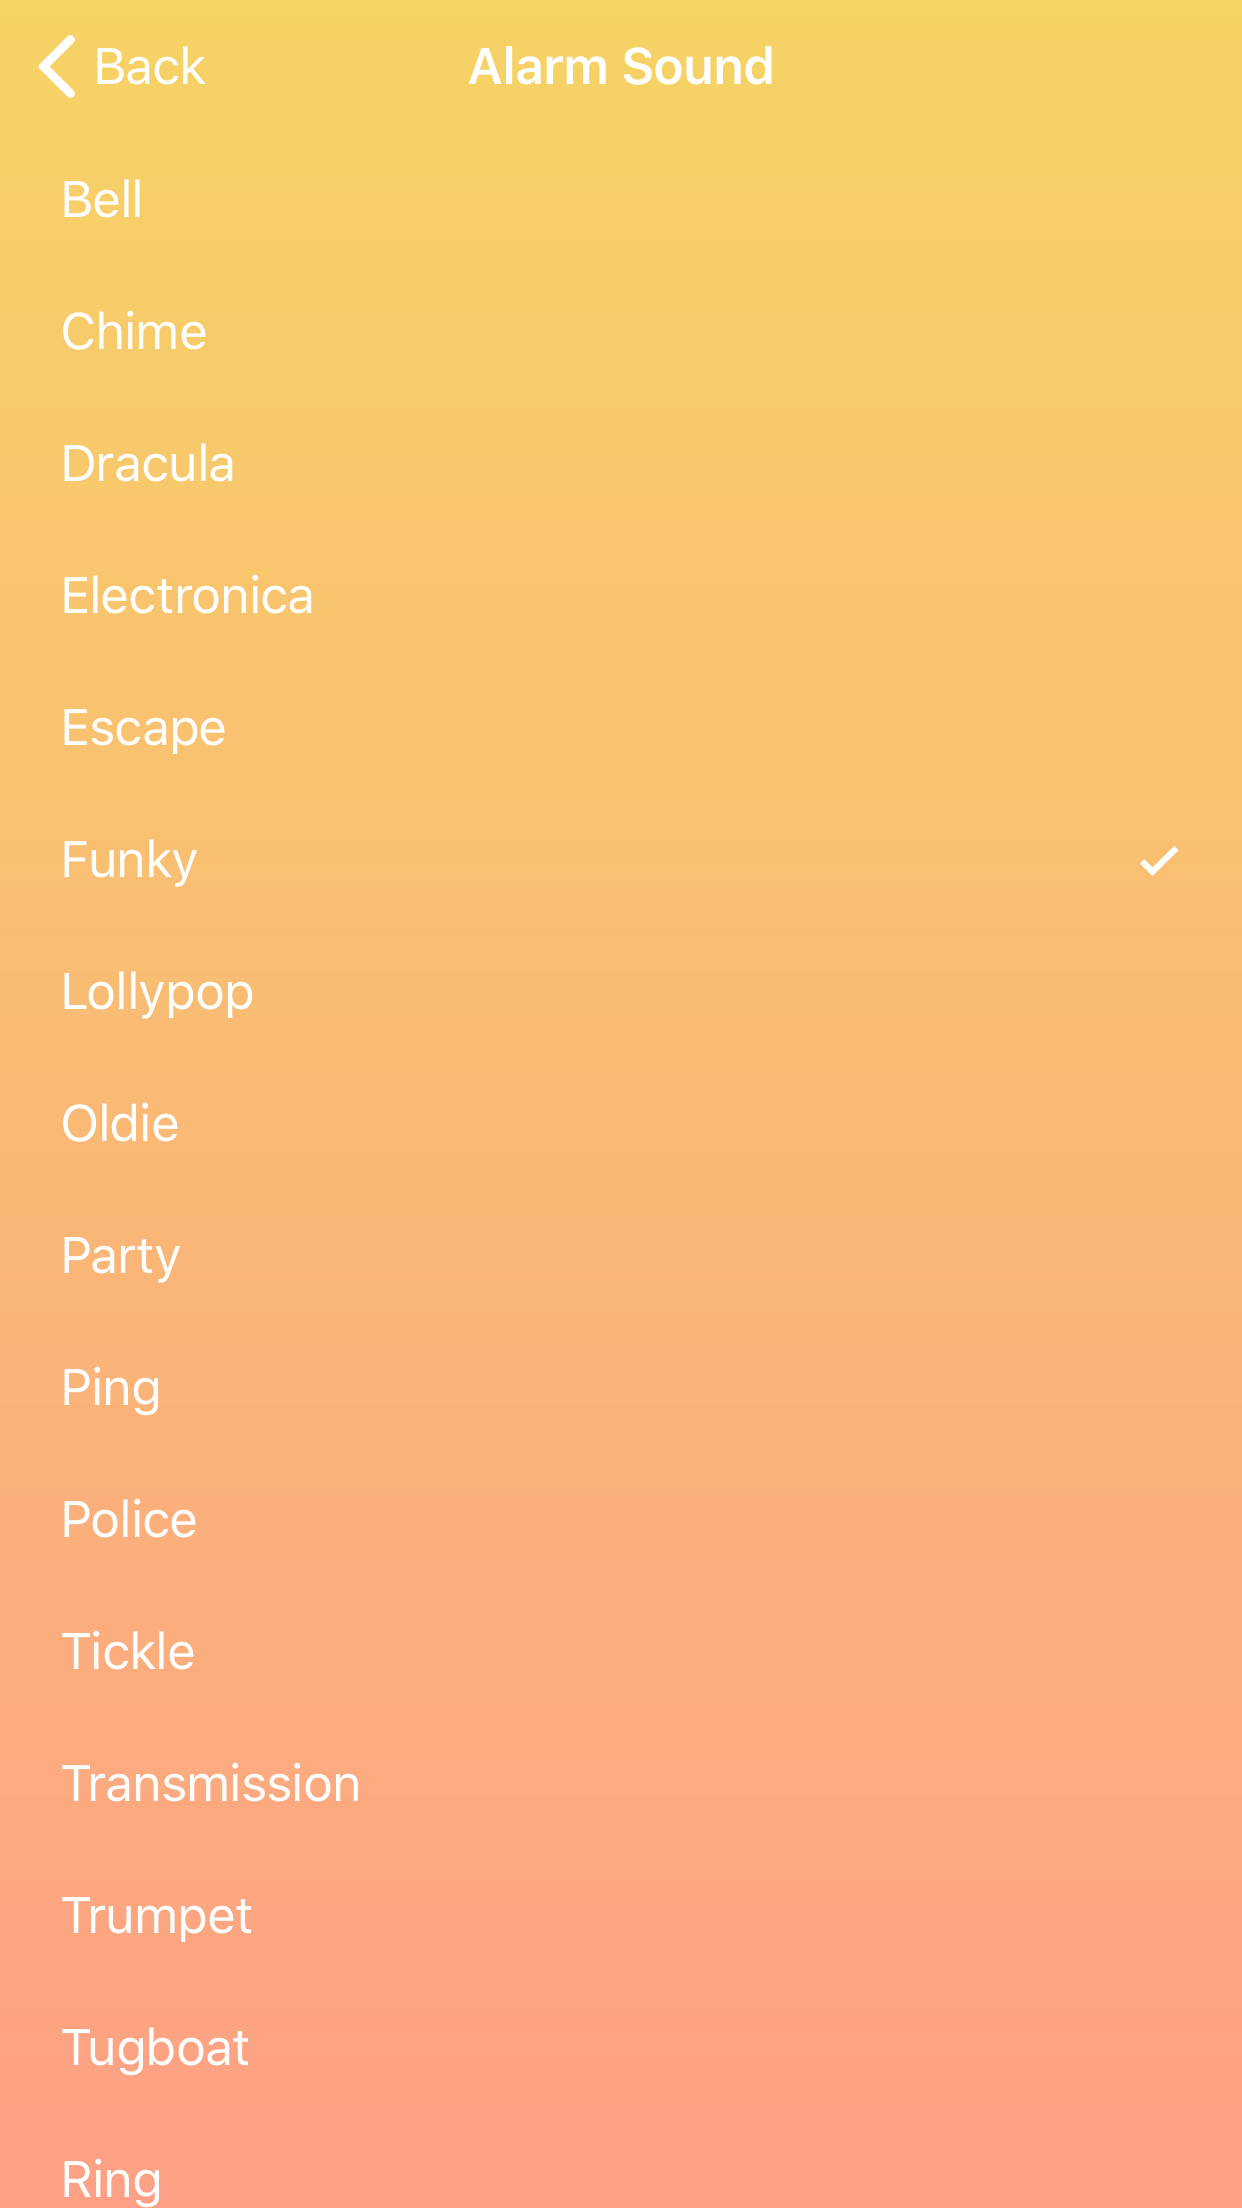 Back
Alarm Sound
Bell
Chime
Dracula
Electronica
Escape
Funky
Lollypop
Oldie
Party
Ping
Police
Tickle
Transmission
Trumpet
Tugboat
Ring